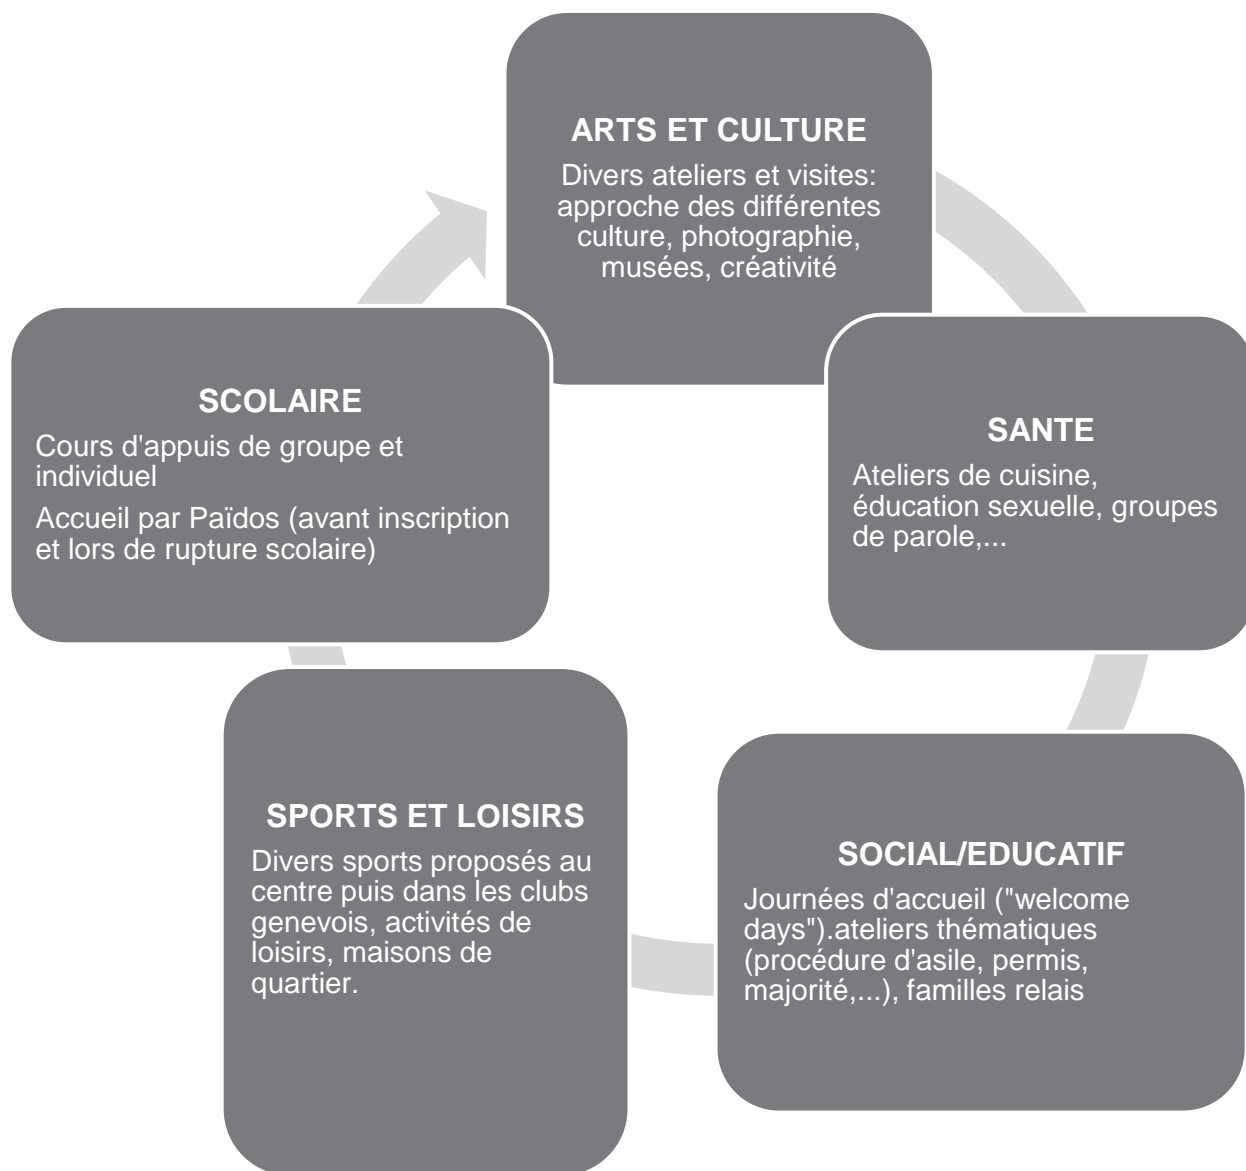 ARTS ET CULTURE
Divers ateliers et visites:
approche des différentes
culture, photographie,
musées, créativité
SANTE
Ateliers de cuisine,
éducation sexuelle, groupes
de parole,...
SOCIAL/EDUCATIF
Journées d'accueil ("welcome
days").ateliers thématiques
(procédure d'asile, permis,
majorité,...), familles relais
SPORTS ET LOISIRS
Divers sports proposés au
centre puis dans les clubs
genevois, activités de
loisirs, maisons de
quartier.
SCOLAIRE
Cours d'appuis de groupe et
individuel
Accueil par Païdos (avant inscription
et lors de rupture scolaire)